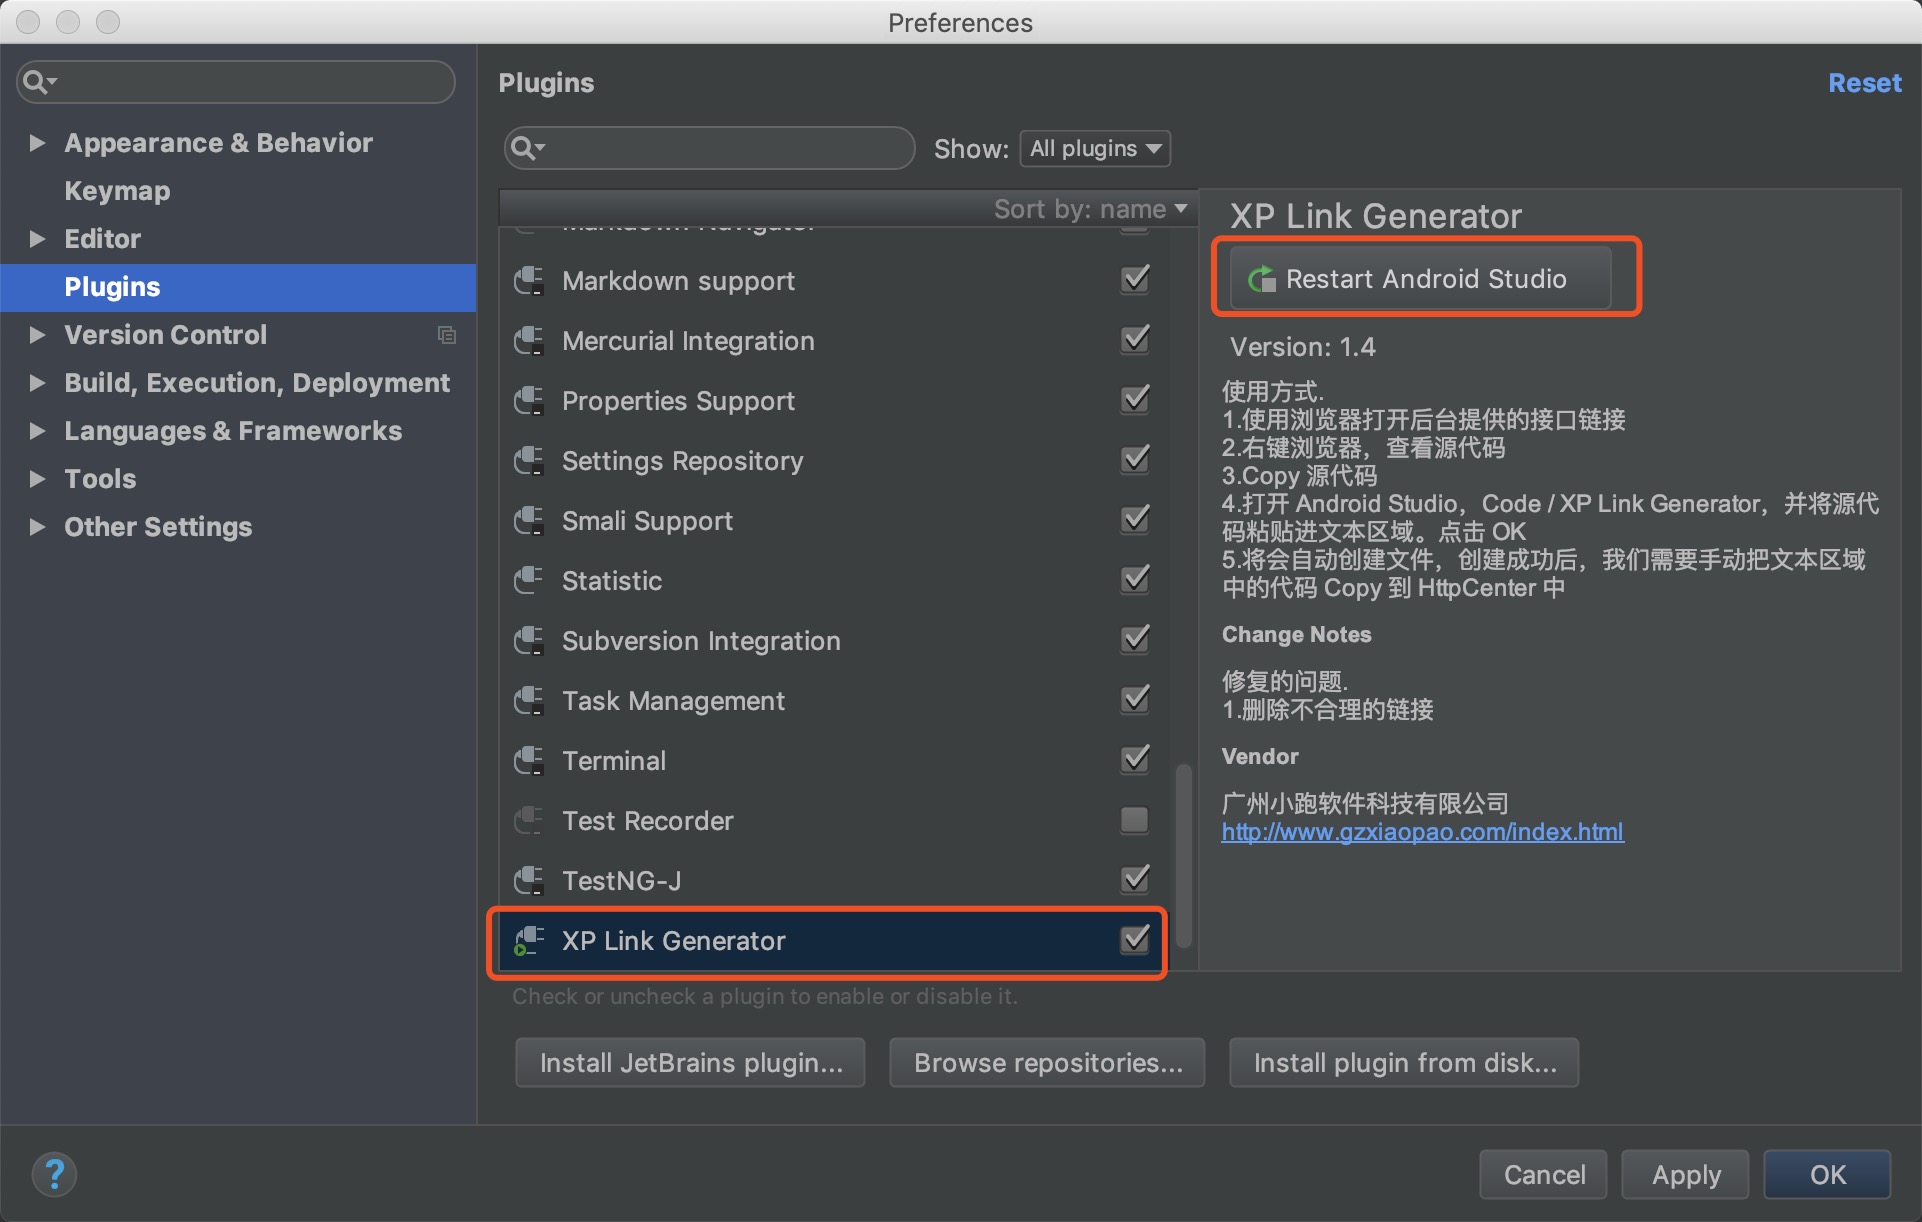 Preferences
Plugins
Reset
Appearance & Behavior
Keymap
Editor
Plugins
Version Control
Build, Execution, Deployment
Languages & Frameworks
Tools
Other Settings
Show: All plugins
Sort by: name
Markdown Navigator
Markdown support
Mercurial Integration
Properties Support
Settings Repository
Smali Support
Statistic
Subversion Integration
Task Management
Terminal
Test Recorder
TestNG-J
XP Link Generator
Check or uncheck a plugin to enable or disable it.
Install JetBrains plugin...
Browse repositories...
Install plugin from disk...
XP Link Generator
Restart Android Studio
Version: 1.4
使用方式.
1.使用浏览器打开后台提供的接口链接
2.右键浏览器，查看源代码
3.Copy 源代码
4.打开 Android Studio，Code / XP Link Generator，并将源代
码粘贴进文本区域。点击 OK
5.将会自动创建文件，创建成功后，我们需要手动把文本区域
中的代码 Copy 到 HttpCenter 中
Change Notes
修复的问题.
1.删除不合理的链接
Vendor
广州小跑软件科技有限公司
http://www.gzxiaopao.com/index.html
?
Cancel
Apply
OK